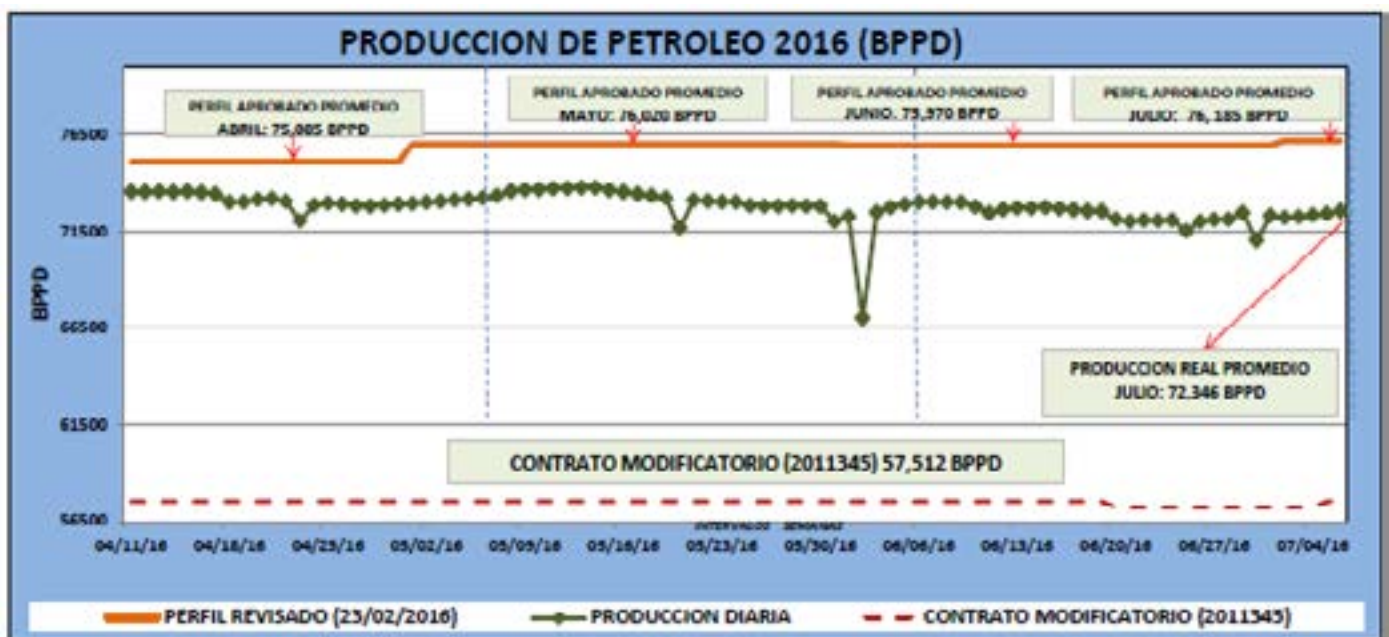 PRODUCCION DE PETROLEO 2016 (BPPD)
PERFIL APROBADO PROMEDIO
ABRIL: BPPD
PERFIL APROBADO PROMEDIO
MAYO: 76,020 BPPD
PERFIL APROBADO PROMEDIO
JUNIO: 75,970 BPPD
PERFIL APROBADO PROMEDIO
JULIO: 76, 185 BPPD
76500
71500
66500
61500
56500
BPPD
PRODUCCION REAL PROMEDIO
JULIO: 72.346 BPPD
CONTRATO MODIFICATORIO (2011345) 57,512 BPPD
INTERVALOS SEMANAS
04/11/16 04/18/16 04/25/16 05/02/16 05/09/16 05/16/16 05/23/16 05/30/16 06/06/16 06/13/16 06/20/16 06/27/16 07/04/16
PERFIL REVISADO (23/02/2016) PRODUCCION DIARIA CONTRATO MODIFICATORIO (2011345)